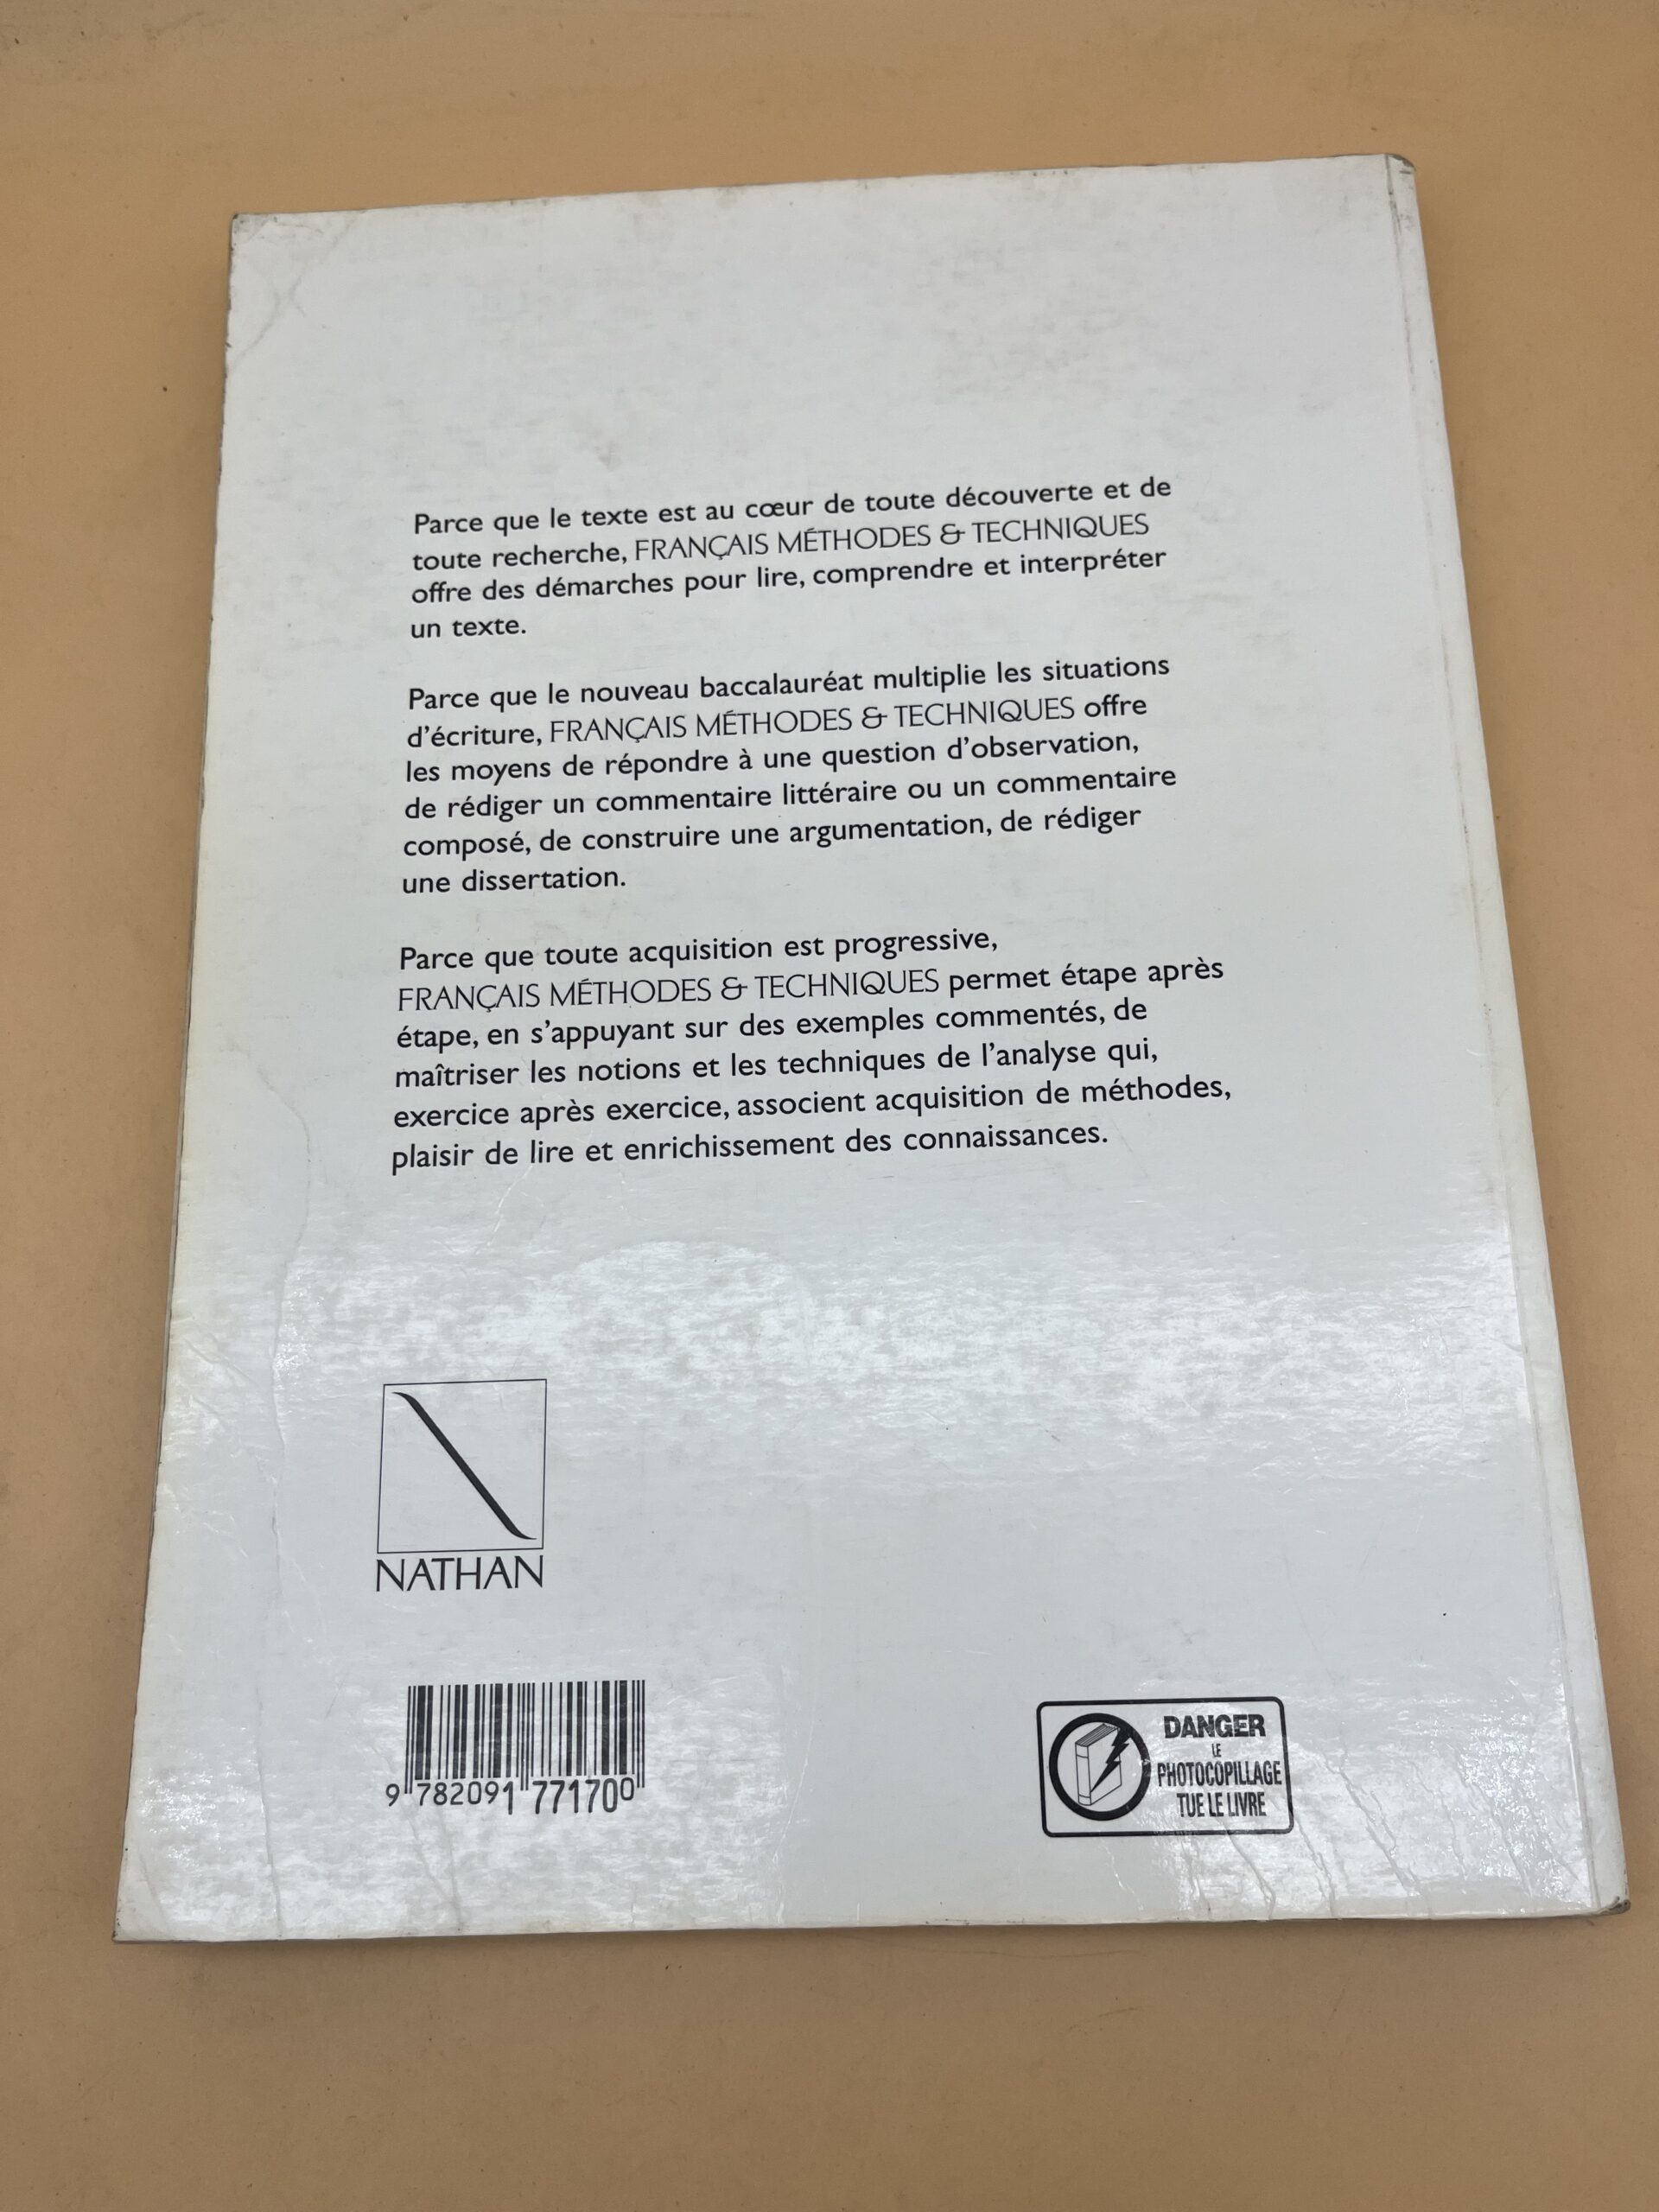 Parce que le texte est au cœur de toute découverte et de
toute recherche, FRANÇAIS MÉTHODES & TECHNIQUES
offre des démarches pour lire, comprendre et interpréter
un texte.
Parce que le nouveau baccalauréat multiplie les situations
d'écriture, FRANÇAIS MÉTHODES & TECHNIQUES offre
les moyens de répondre à une question d'observation,
de rédiger un commentaire littéraire ou un commentaire
composé, de construire une argumentation, de rédiger
une dissertation.
Parce que toute acquisition est progressive,
FRANÇAIS MÉTHODES & TECHNIQUES permet étape après
étape, en s'appuyant sur des exemples commentés, de
maîtriser les notions et les techniques de l'analyse qui,
exercice après exercice, associent acquisition de méthodes,
plaisir de lire et enrichissement des connaissances.
NATHAN
9 782091 771700
DANGER
LE
PHOTOCOPILLAGE
TUE LE LIVRE